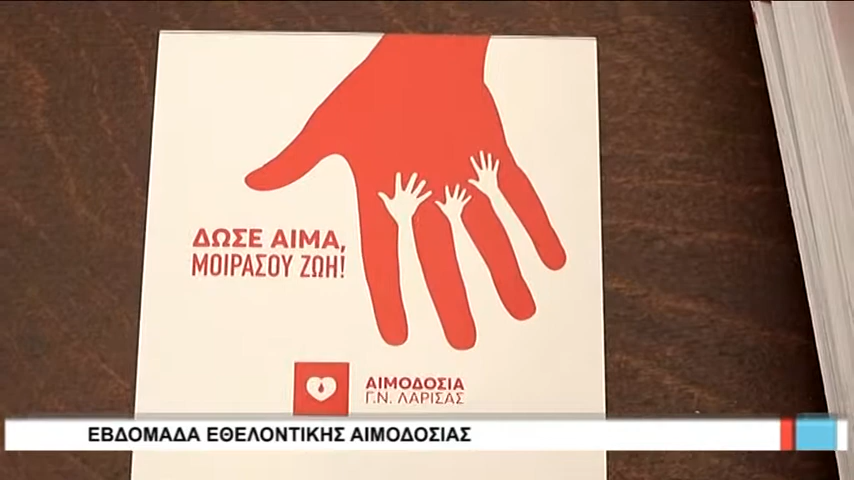 ΔΩΣΕ ΑΙΜΑ,
ΜΟΙΡΑΣΟΥ ΖΩΗ!
ΑΙΜΟΔΟΣΙΑ
Γ.Ν. ΛΑΡΙΣΑΣ
ΕΒΔΟΜΑΔΑ ΕΘΕΛΟΝΤΙΚΗΣ ΑΙΜΟΔΟΣΙΑΣ